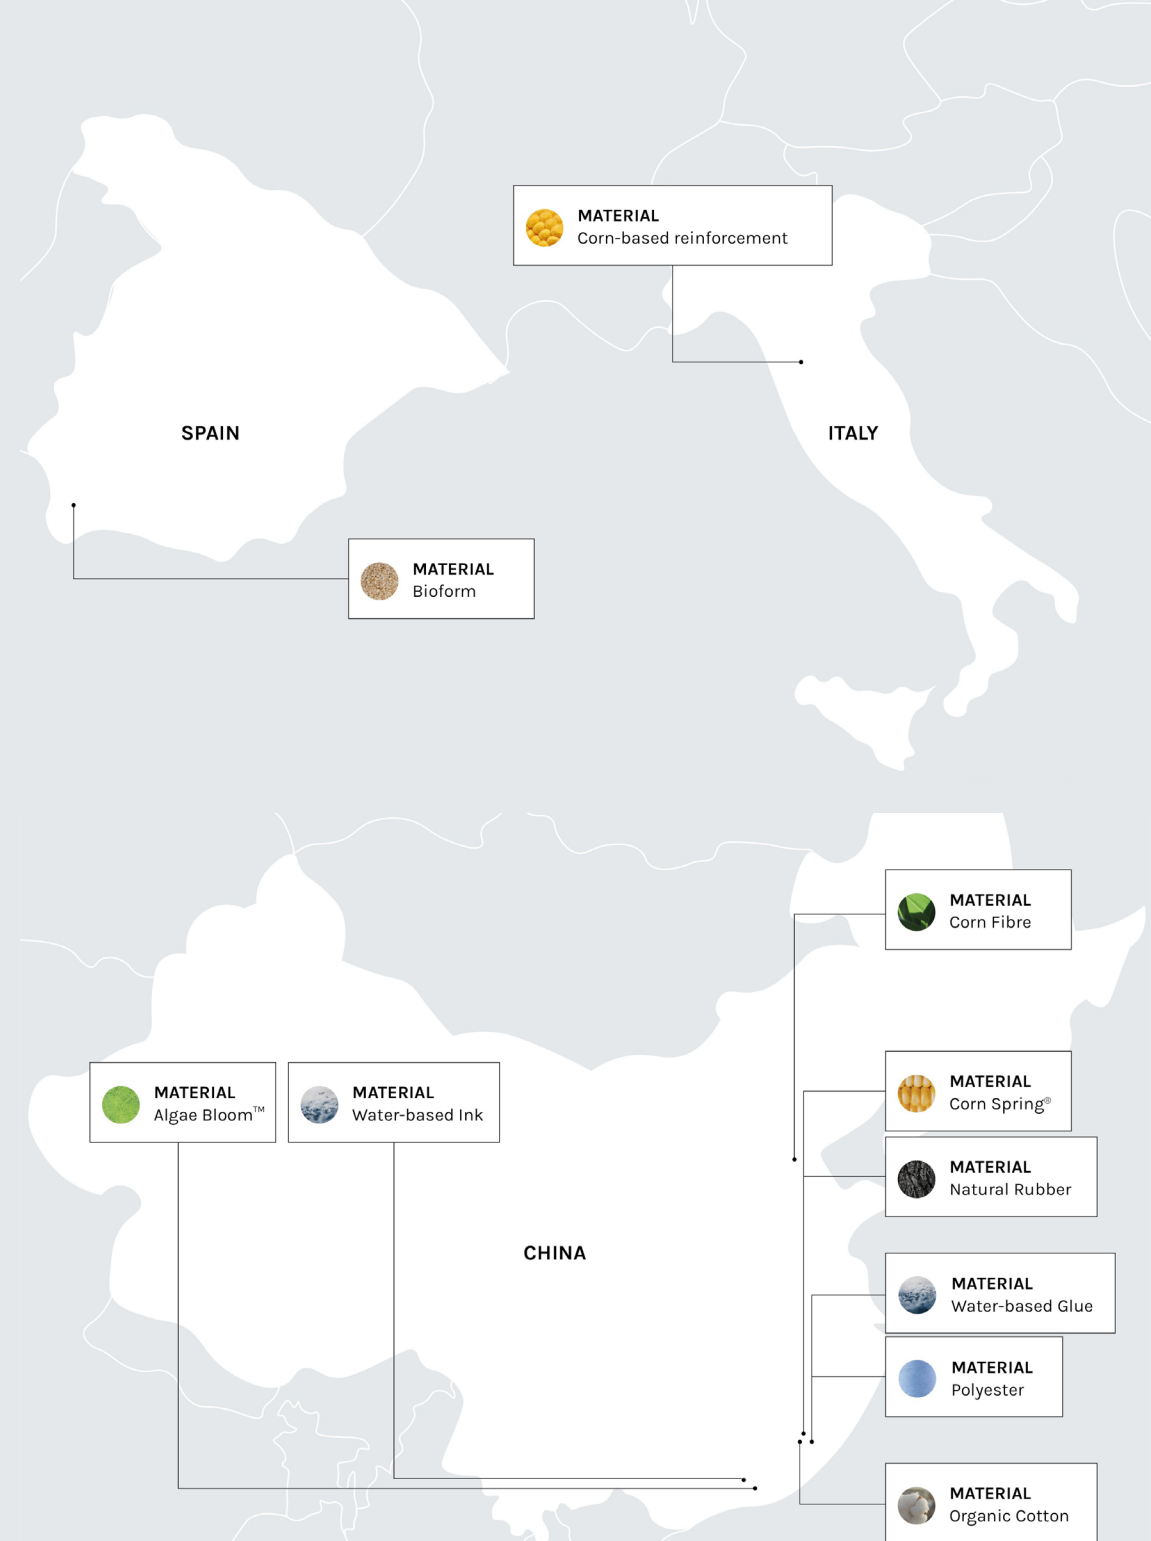 MATERIAL
Corn-based reinforcement
SPAIN
ITALY
MATERIAL
Bioform
MATERIAL
Corn Fibre
MATERIAL
Algae Bloom™
MATERIAL
Water-based Ink
MATERIAL
Corn Spring®
MATERIAL
Natural Rubber
CHINA
MATERIAL
Water-based Glue
MATERIAL
Polyester
MATERIAL
Organic Cotton